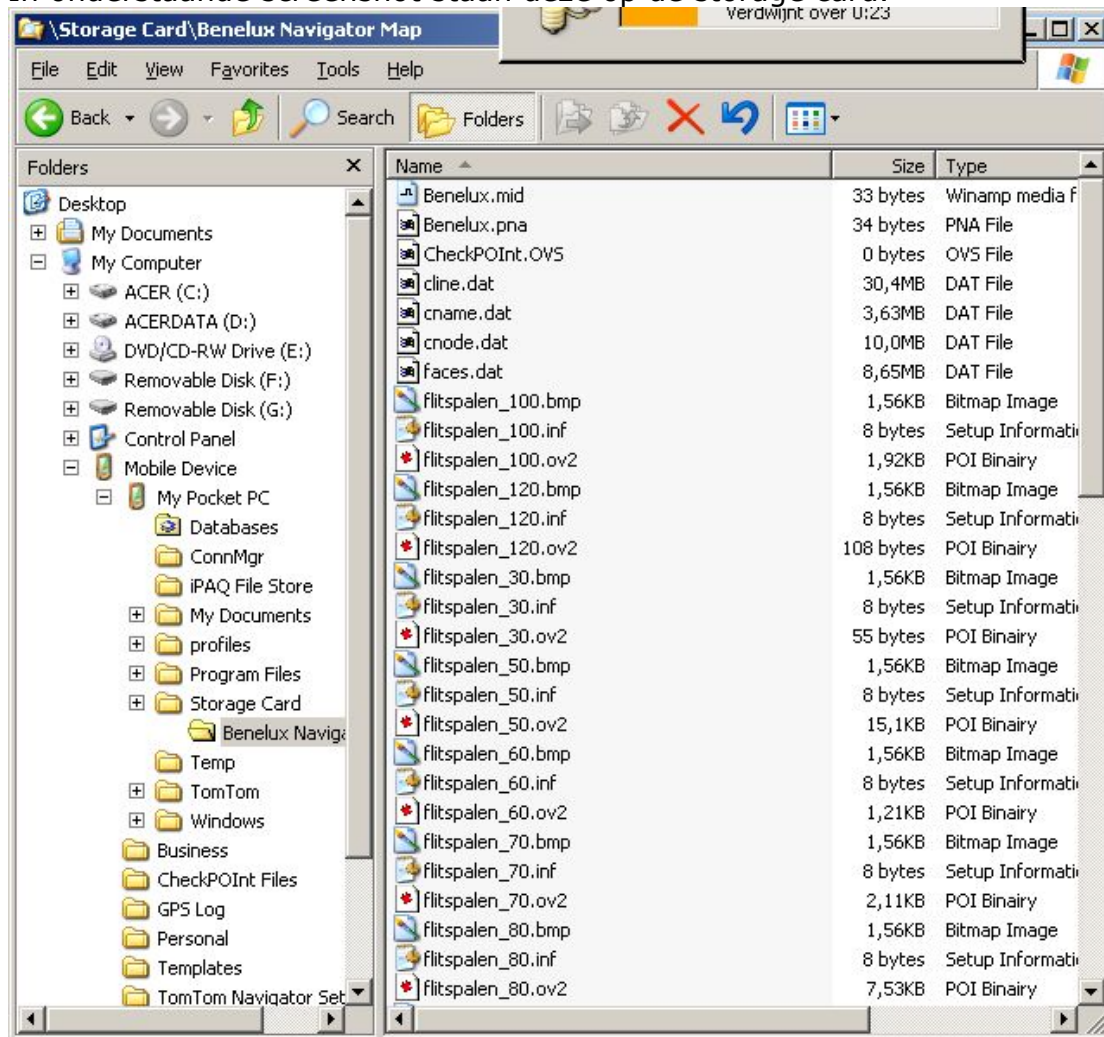 In onderstaande screenshot staan deze op de storage card.
Verdwijnt over 0:23
\Storage Card\Benelux Navigator Map
File Edit View Favorites Tools Help
Back Search Folders
Folders
Desktop
My Documents
My Computer
ACER (C:)
ACERDATA (D:)
DVD/CD-RW Drive (E:)
Removable Disk (F:)
Removable Disk (G:)
Control Panel
Mobile Device
My Pocket PC
Databases
ConnMgr
iPAQ File Store
My Documents
profiles
Program Files
Storage Card
Benelux Naviga
Temp
TomTom
Windows
Business
CheckPOInt Files
GPS Log
Personal
Templates
TomTom Navigator Set
Name Size Type
Benelux.mid 33 bytes Winamp media f
Benelux.pna 34 bytes PNA File
CheckPOInt.OVS 0 bytes OVS File
cline.dat 30,4MB DAT File
cname.dat 3,63MB DAT File
cnode.dat 10,0MB DAT File
faces.dat 8,65MB DAT File
flitspalen_100.bmp 1,56KB Bitmap Image
flitspalen_100.inf 8 bytes Setup Informati
flitspalen_100.ov2 1,92KB POI Binairy
flitspalen_120.bmp 1,56KB Bitmap Image
flitspalen_120.inf 8 bytes Setup Informati
flitspalen_120.ov2 108 bytes POI Binairy
flitspalen_30.bmp 1,56KB Bitmap Image
flitspalen_30.inf 8 bytes Setup Informati
flitspalen_30.ov2 55 bytes POI Binairy
flitspalen_50.bmp 1,56KB Bitmap Image
flitspalen_50.inf 8 bytes Setup Informati
flitspalen_50.ov2 15,1KB POI Binairy
flitspalen_60.bmp 1,56KB Bitmap Image
flitspalen_60.inf 8 bytes Setup Informati
flitspalen_60.ov2 1,21KB POI Binairy
flitspalen_70.bmp 1,56KB Bitmap Image
flitspalen_70.inf 8 bytes Setup Informati
flitspalen_70.ov2 2,11KB POI Binairy
flitspalen_80.bmp 1,56KB Bitmap Image
flitspalen_80.inf 8 bytes Setup Informati
flitspalen_80.ov2 7,53KB POI Binairy